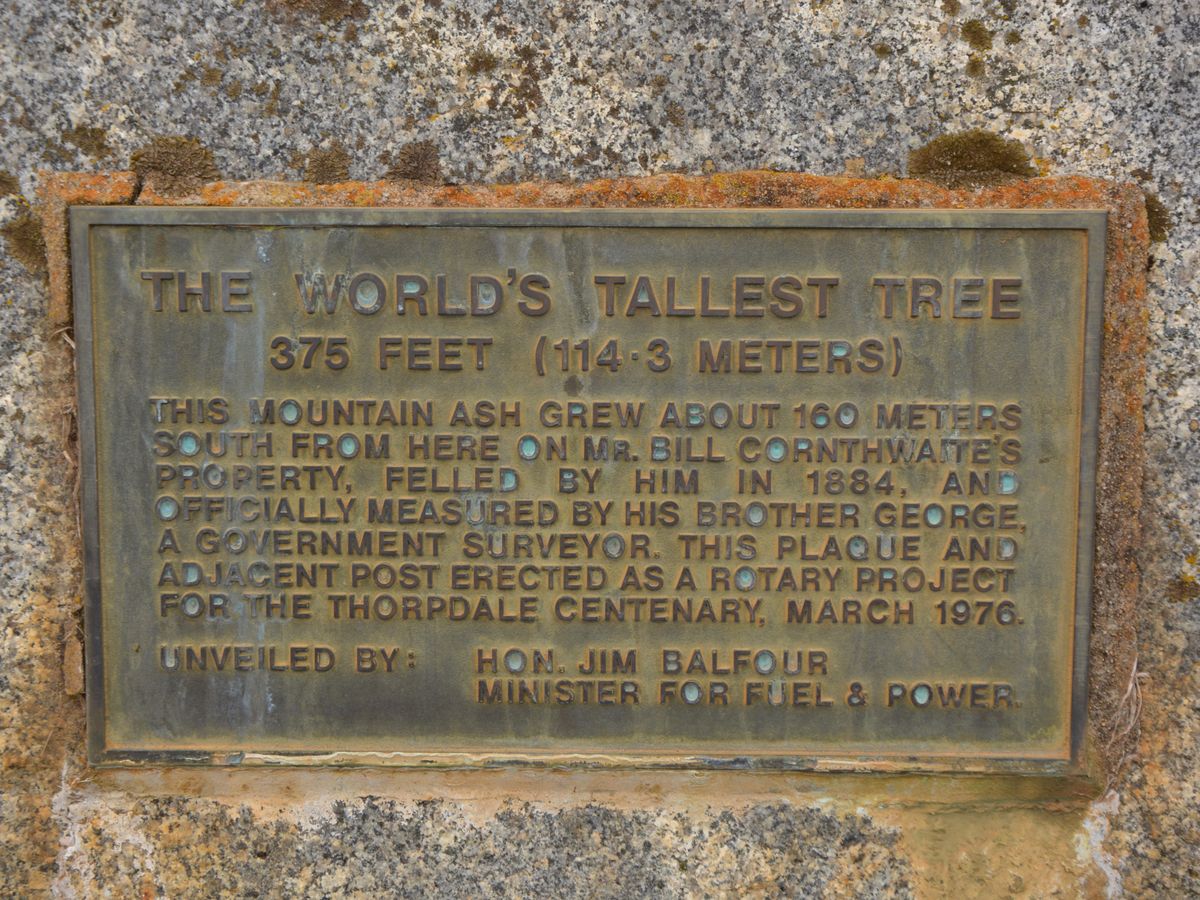 THE WORLD'S TALLEST TREE
375 FEET (114·3 METERS)
THIS MOUNTAIN ASH GREW ABOUT 160 METERS
SOUTH FROM HERE ON MR. BILL CORNTHWAITE'S
PROPERTY, FELLED BY HIM IN 1884, AND
OFFICIALLY MEASURED BY HIS BROTHER GEORGE,
A GOVERNMENT SURVEYOR. THIS PLAQUE AND
ADJACENT POST ERECTED AS A ROTARY PROJECT
FOR THE THORPDALE CENTENARY, MARCH 1976.
UNVEILED BY: HON. JIM BALFOUR
MINISTER FOR FUEL & POWER.